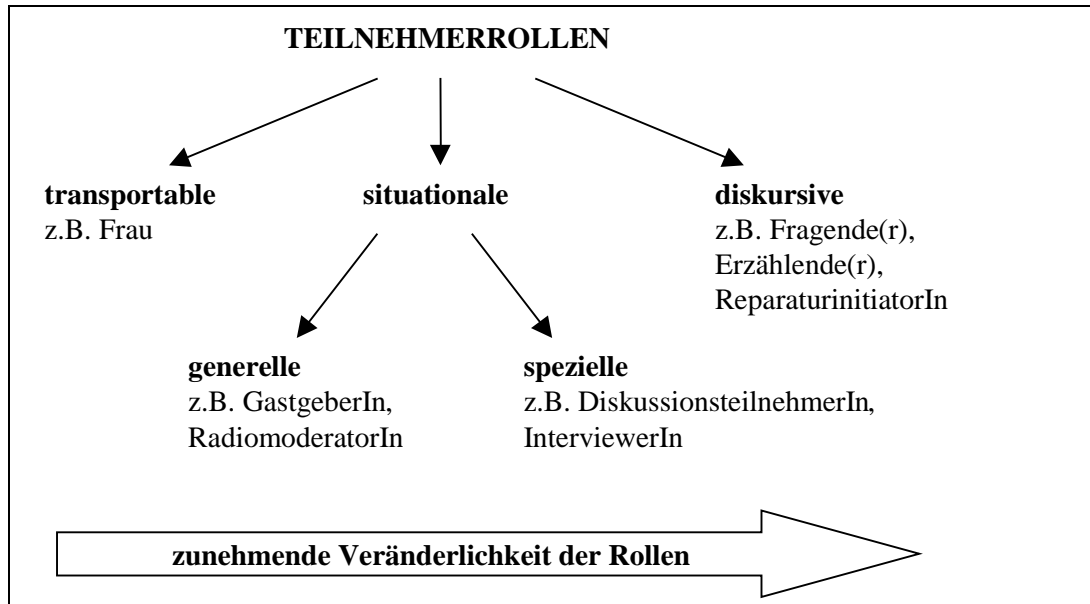 TEILNEHMERROLLEN
transportable
z.B. Frau
situationale
diskursive
z.B. Fragende(r),
Erzählende(r),
ReparaturinitiatorIn
generelle
z.B. GastgeberIn,
RadiomoderatorIn
spezielle
z.B. DiskussionsteilnehmerIn,
InterviewerIn
zunehmende Veränderlichkeit der Rollen